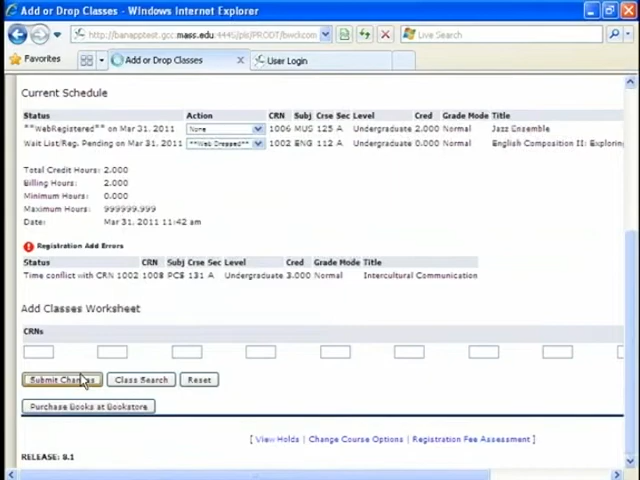 Add or Drop Classes - Windows Internet Explorer
Live Search
Favorites Add or Drop Classes User Login
Current Schedule
Status Action CRN Subj Crse Sec Level Cred Grade Mode Title
**WebRegistered** on Mar 31, 2011 None 1006 MUS 125 A Undergraduate 2.000 Normal Jazz Ensemble
Wait List/Reg. Pending on Mar 31, 2011 **Web Dropped** 1002 ENG 112 A Undergraduate 0.000 Normal English Composition II: Exploring
Total Credit Hours: 2.000
Billing Hours: 2.000
Minimum Hours: 0.000
Maximum Hours: 999999.999
Date: Mar 31, 2011 11:42 am
Registration Add Errors
Status CRN Subj Crse Sec Level Cred Grade Mode Title
Time conflict with CRN 1002 1008 PCS 131 A Undergraduate 3.000 Normal Intercultural Communication
Add Classes Worksheet
CRNs
Submit Changes Class Search Reset
Purchase Books at Bookstore
[ View Holds | Change Course Options | Registration Fee Assessment ]
RELEASE: 8.1